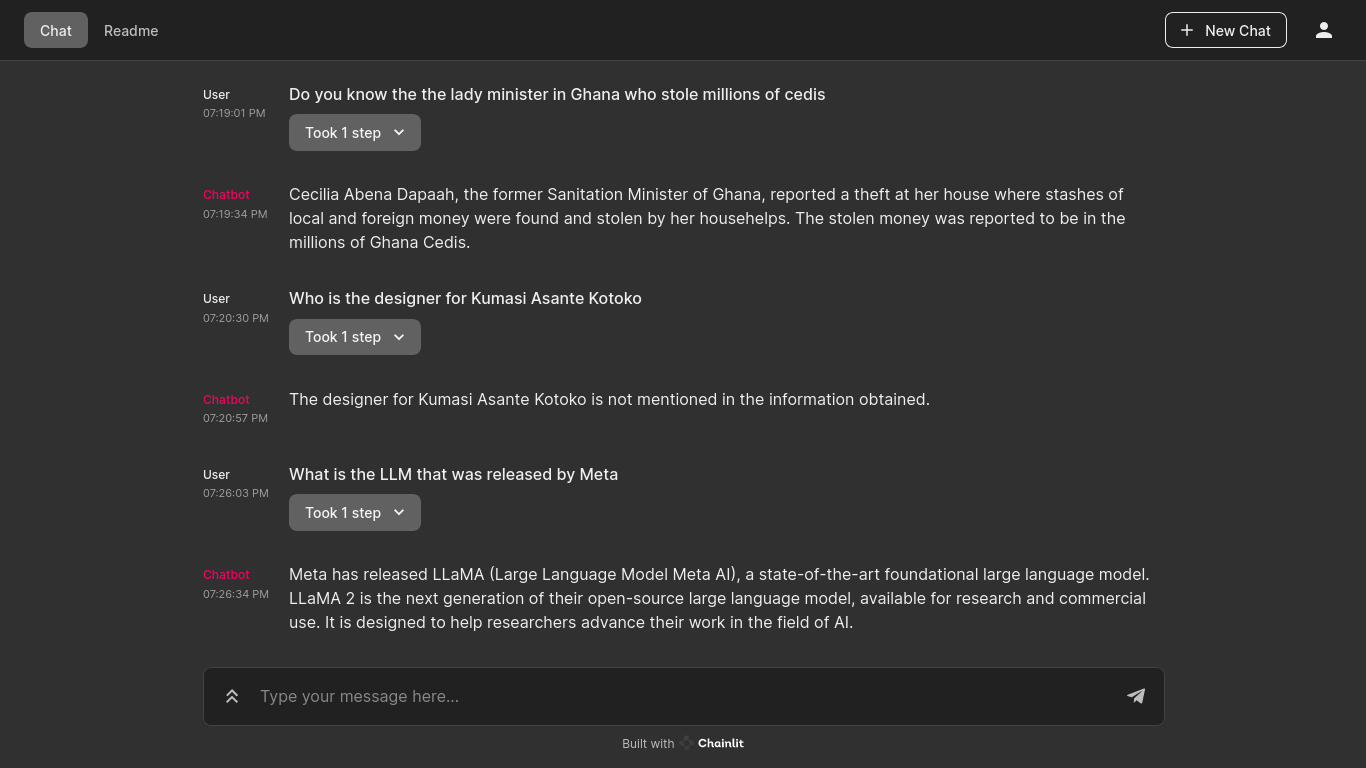 Chat
Readme
New Chat
User
07:19:01 PM
Do you know the the lady minister in Ghana who stole millions of cedis
Took 1 step
Chatbot
07:19:34 PM
Cecilia Abena Dapaah, the former Sanitation Minister of Ghana, reported a theft at her house where stashes of
local and foreign money were found and stolen by her househelps. The stolen money was reported to be in the
millions of Ghana Cedis.
User
07:20:30 PM
Who is the designer for Kumasi Asante Kotoko
Took 1 step
Chatbot
07:20:57 PM
The designer for Kumasi Asante Kotoko is not mentioned in the information obtained.
User
07:26:03 PM
What is the LLM that was released by Meta
Took 1 step
Chatbot
07:26:34 PM
Meta has released LLaMA (Large Language Model Meta AI), a state-of-the-art foundational large language model.
LLaMA 2 is the next generation of their open-source large language model, available for research and commercial
use. It is designed to help researchers advance their work in the field of AI.
Type your message here...
Built with Chainlit